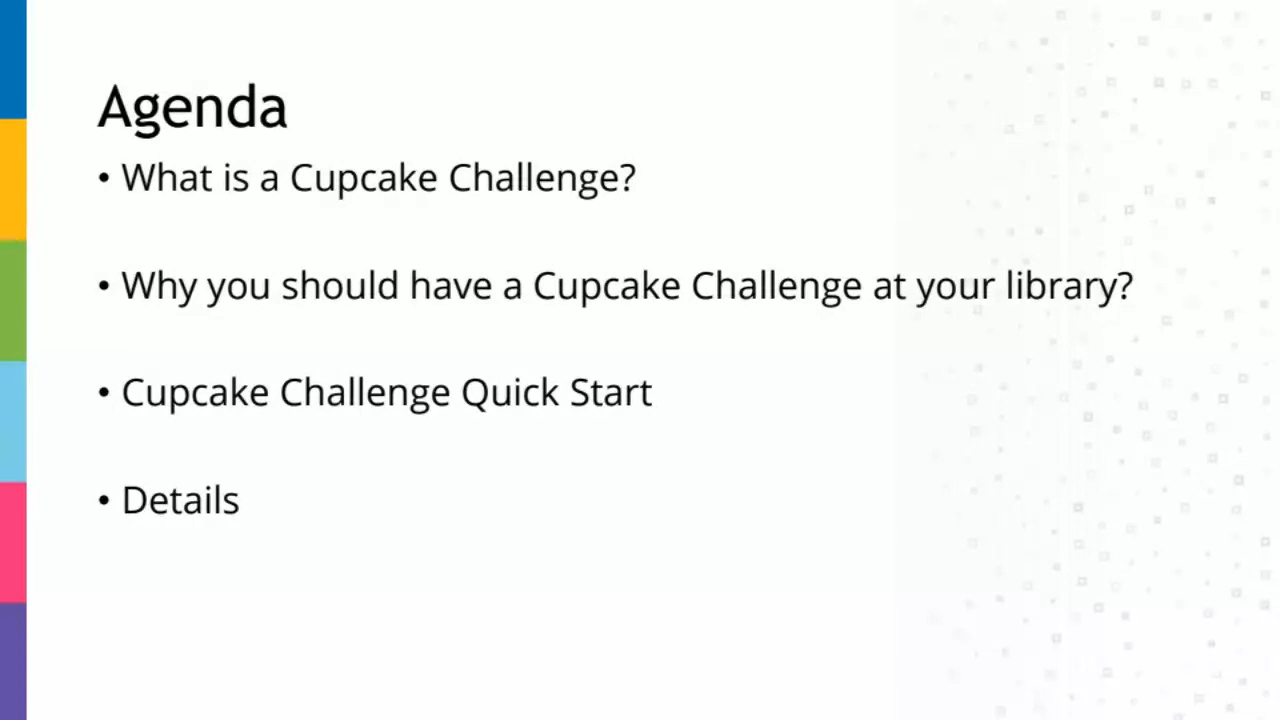 Agenda
• What is a Cupcake Challenge?
• Why you should have a Cupcake Challenge at your library?
• Cupcake Challenge Quick Start
• Details